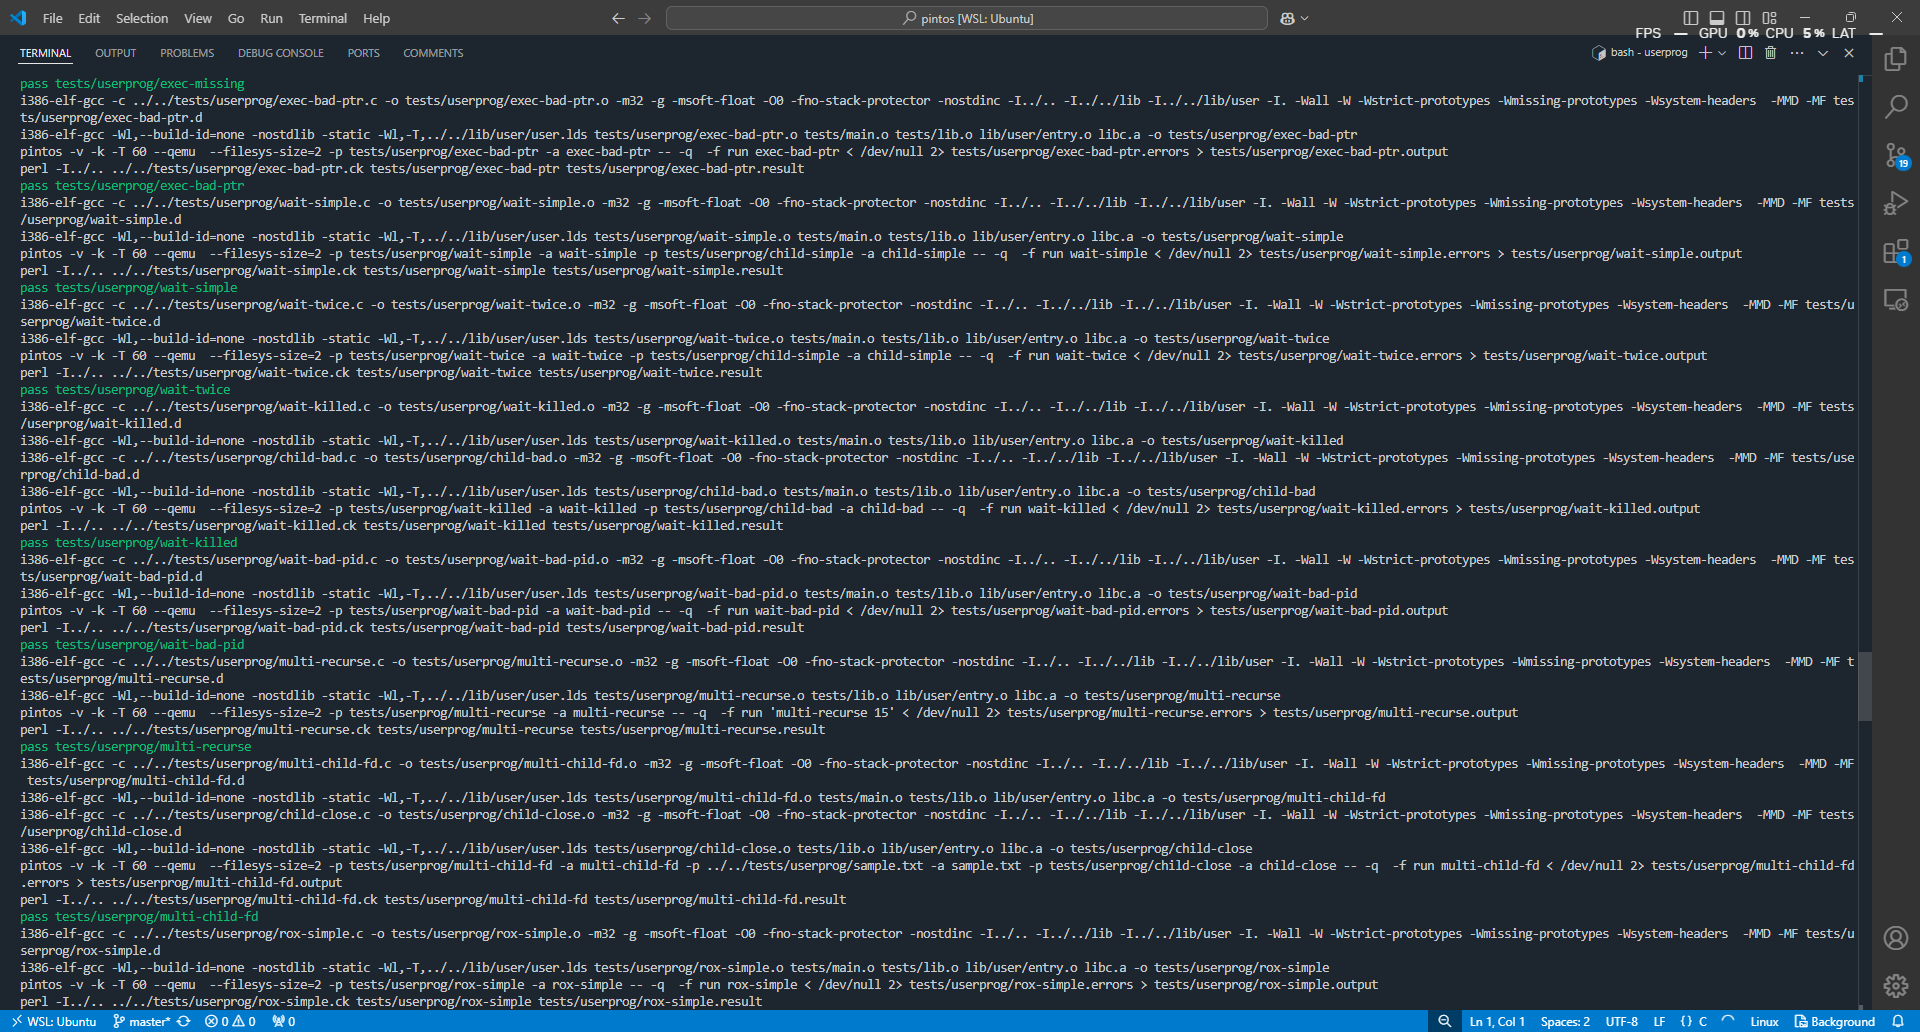 File Edit Selection View Go Run Terminal Help
pintos [WSL: Ubuntu]
FPS — GPU 0% CPU 5% LAT —
TERMINAL OUTPUT PROBLEMS DEBUG CONSOLE PORTS COMMENTS
bash - userprog
pass tests/userprog/exec-missing
i386-elf-gcc -c ../../tests/userprog/exec-bad-ptr.c -o tests/userprog/exec-bad-ptr.o -m32 -g -msoft-float -O0 -fno-stack-protector -nostdinc -I../.. -I../../lib -I../../lib/user -I. -Wall -W -Wstrict-prototypes -Wmissing-prototypes -Wsystem-headers  -MMD -MF tes
ts/userprog/exec-bad-ptr.d
i386-elf-gcc -Wl,--build-id=none -nostdlib -static -Wl,-T,../../lib/user/user.lds tests/userprog/exec-bad-ptr.o tests/main.o tests/lib.o lib/user/entry.o libc.a -o tests/userprog/exec-bad-ptr
pintos -v -k -T 60 --qemu  --filesys-size=2 -p tests/userprog/exec-bad-ptr -a exec-bad-ptr -- -q  -f run exec-bad-ptr < /dev/null 2> tests/userprog/exec-bad-ptr.errors > tests/userprog/exec-bad-ptr.output
perl -I../.. ../../tests/userprog/exec-bad-ptr.ck tests/userprog/exec-bad-ptr tests/userprog/exec-bad-ptr.result
pass tests/userprog/exec-bad-ptr
i386-elf-gcc -c ../../tests/userprog/wait-simple.c -o tests/userprog/wait-simple.o -m32 -g -msoft-float -O0 -fno-stack-protector -nostdinc -I../.. -I../../lib -I../../lib/user -I. -Wall -W -Wstrict-prototypes -Wmissing-prototypes -Wsystem-headers  -MMD -MF tests
/userprog/wait-simple.d
i386-elf-gcc -Wl,--build-id=none -nostdlib -static -Wl,-T,../../lib/user/user.lds tests/userprog/wait-simple.o tests/main.o tests/lib.o lib/user/entry.o libc.a -o tests/userprog/wait-simple
pintos -v -k -T 60 --qemu  --filesys-size=2 -p tests/userprog/wait-simple -a wait-simple -p tests/userprog/child-simple -a child-simple -- -q  -f run wait-simple < /dev/null 2> tests/userprog/wait-simple.errors > tests/userprog/wait-simple.output
perl -I../.. ../../tests/userprog/wait-simple.ck tests/userprog/wait-simple tests/userprog/wait-simple.result
pass tests/userprog/wait-simple
i386-elf-gcc -c ../../tests/userprog/wait-twice.c -o tests/userprog/wait-twice.o -m32 -g -msoft-float -O0 -fno-stack-protector -nostdinc -I../.. -I../../lib -I../../lib/user -I. -Wall -W -Wstrict-prototypes -Wmissing-prototypes -Wsystem-headers  -MMD -MF tests/u
serprog/wait-twice.d
i386-elf-gcc -Wl,--build-id=none -nostdlib -static -Wl,-T,../../lib/user/user.lds tests/userprog/wait-twice.o tests/main.o tests/lib.o lib/user/entry.o libc.a -o tests/userprog/wait-twice
pintos -v -k -T 60 --qemu  --filesys-size=2 -p tests/userprog/wait-twice -a wait-twice -p tests/userprog/child-simple -a child-simple -- -q  -f run wait-twice < /dev/null 2> tests/userprog/wait-twice.errors > tests/userprog/wait-twice.output
perl -I../.. ../../tests/userprog/wait-twice.ck tests/userprog/wait-twice tests/userprog/wait-twice.result
pass tests/userprog/wait-twice
i386-elf-gcc -c ../../tests/userprog/wait-killed.c -o tests/userprog/wait-killed.o -m32 -g -msoft-float -O0 -fno-stack-protector -nostdinc -I../.. -I../../lib -I../../lib/user -I. -Wall -W -Wstrict-prototypes -Wmissing-prototypes -Wsystem-headers  -MMD -MF tests
/userprog/wait-killed.d
i386-elf-gcc -Wl,--build-id=none -nostdlib -static -Wl,-T,../../lib/user/user.lds tests/userprog/wait-killed.o tests/main.o tests/lib.o lib/user/entry.o libc.a -o tests/userprog/wait-killed
i386-elf-gcc -c ../../tests/userprog/child-bad.c -o tests/userprog/child-bad.o -m32 -g -msoft-float -O0 -fno-stack-protector -nostdinc -I../.. -I../../lib -I../../lib/user -I. -Wall -W -Wstrict-prototypes -Wmissing-prototypes -Wsystem-headers  -MMD -MF tests/use
rprog/child-bad.d
i386-elf-gcc -Wl,--build-id=none -nostdlib -static -Wl,-T,../../lib/user/user.lds tests/userprog/child-bad.o tests/main.o tests/lib.o lib/user/entry.o libc.a -o tests/userprog/child-bad
pintos -v -k -T 60 --qemu  --filesys-size=2 -p tests/userprog/wait-killed -a wait-killed -p tests/userprog/child-bad -a child-bad -- -q  -f run wait-killed < /dev/null 2> tests/userprog/wait-killed.errors > tests/userprog/wait-killed.output
perl -I../.. ../../tests/userprog/wait-killed.ck tests/userprog/wait-killed tests/userprog/wait-killed.result
pass tests/userprog/wait-killed
i386-elf-gcc -c ../../tests/userprog/wait-bad-pid.c -o tests/userprog/wait-bad-pid.o -m32 -g -msoft-float -O0 -fno-stack-protector -nostdinc -I../.. -I../../lib -I../../lib/user -I. -Wall -W -Wstrict-prototypes -Wmissing-prototypes -Wsystem-headers  -MMD -MF tes
ts/userprog/wait-bad-pid.d
i386-elf-gcc -Wl,--build-id=none -nostdlib -static -Wl,-T,../../lib/user/user.lds tests/userprog/wait-bad-pid.o tests/main.o tests/lib.o lib/user/entry.o libc.a -o tests/userprog/wait-bad-pid
pintos -v -k -T 60 --qemu  --filesys-size=2 -p tests/userprog/wait-bad-pid -a wait-bad-pid -- -q  -f run wait-bad-pid < /dev/null 2> tests/userprog/wait-bad-pid.errors > tests/userprog/wait-bad-pid.output
perl -I../.. ../../tests/userprog/wait-bad-pid.ck tests/userprog/wait-bad-pid tests/userprog/wait-bad-pid.result
pass tests/userprog/wait-bad-pid
i386-elf-gcc -c ../../tests/userprog/multi-recurse.c -o tests/userprog/multi-recurse.o -m32 -g -msoft-float -O0 -fno-stack-protector -nostdinc -I../.. -I../../lib -I../../lib/user -I. -Wall -W -Wstrict-prototypes -Wmissing-prototypes -Wsystem-headers  -MMD -MF t
ests/userprog/multi-recurse.d
i386-elf-gcc -Wl,--build-id=none -nostdlib -static -Wl,-T,../../lib/user/user.lds tests/userprog/multi-recurse.o tests/lib.o lib/user/entry.o libc.a -o tests/userprog/multi-recurse
pintos -v -k -T 60 --qemu  --filesys-size=2 -p tests/userprog/multi-recurse -a multi-recurse -- -q  -f run 'multi-recurse 15' < /dev/null 2> tests/userprog/multi-recurse.errors > tests/userprog/multi-recurse.output
perl -I../.. ../../tests/userprog/multi-recurse.ck tests/userprog/multi-recurse tests/userprog/multi-recurse.result
pass tests/userprog/multi-recurse
i386-elf-gcc -c ../../tests/userprog/multi-child-fd.c -o tests/userprog/multi-child-fd.o -m32 -g -msoft-float -O0 -fno-stack-protector -nostdinc -I../.. -I../../lib -I../../lib/user -I. -Wall -W -Wstrict-prototypes -Wmissing-prototypes -Wsystem-headers  -MMD -MF
 tests/userprog/multi-child-fd.d
i386-elf-gcc -Wl,--build-id=none -nostdlib -static -Wl,-T,../../lib/user/user.lds tests/userprog/multi-child-fd.o tests/main.o tests/lib.o lib/user/entry.o libc.a -o tests/userprog/multi-child-fd
i386-elf-gcc -c ../../tests/userprog/child-close.c -o tests/userprog/child-close.o -m32 -g -msoft-float -O0 -fno-stack-protector -nostdinc -I../.. -I../../lib -I../../lib/user -I. -Wall -W -Wstrict-prototypes -Wmissing-prototypes -Wsystem-headers  -MMD -MF tests
/userprog/child-close.d
i386-elf-gcc -Wl,--build-id=none -nostdlib -static -Wl,-T,../../lib/user/user.lds tests/userprog/child-close.o tests/lib.o lib/user/entry.o libc.a -o tests/userprog/child-close
pintos -v -k -T 60 --qemu  --filesys-size=2 -p tests/userprog/multi-child-fd -a multi-child-fd -p ../../tests/userprog/sample.txt -a sample.txt -p tests/userprog/child-close -a child-close -- -q  -f run multi-child-fd < /dev/null 2> tests/userprog/multi-child-fd
.errors > tests/userprog/multi-child-fd.output
perl -I../.. ../../tests/userprog/multi-child-fd.ck tests/userprog/multi-child-fd tests/userprog/multi-child-fd.result
pass tests/userprog/multi-child-fd
i386-elf-gcc -c ../../tests/userprog/rox-simple.c -o tests/userprog/rox-simple.o -m32 -g -msoft-float -O0 -fno-stack-protector -nostdinc -I../.. -I../../lib -I../../lib/user -I. -Wall -W -Wstrict-prototypes -Wmissing-prototypes -Wsystem-headers  -MMD -MF tests/u
serprog/rox-simple.d
i386-elf-gcc -Wl,--build-id=none -nostdlib -static -Wl,-T,../../lib/user/user.lds tests/userprog/rox-simple.o tests/main.o tests/lib.o lib/user/entry.o libc.a -o tests/userprog/rox-simple
pintos -v -k -T 60 --qemu  --filesys-size=2 -p tests/userprog/rox-simple -a rox-simple -- -q  -f run rox-simple < /dev/null 2> tests/userprog/rox-simple.errors > tests/userprog/rox-simple.output
perl -I../.. ../../tests/userprog/rox-simple.ck tests/userprog/rox-simple tests/userprog/rox-simple.result
19
1
WSL: Ubuntu master* 0 0 0 Ln 1, Col 1 Spaces: 2 UTF-8 LF {} C Linux Background